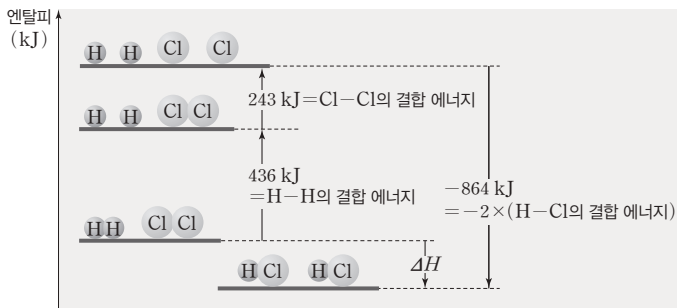 엔탈피
(kJ)
H H Cl Cl
243 kJ=Cl-Cl의 결합 에너지
H H Cl Cl
436 kJ
=H-H의 결합 에너지
-864 kJ
=-2×(H-Cl의 결합 에너지)
HH Cl Cl
ΔH
H Cl H Cl